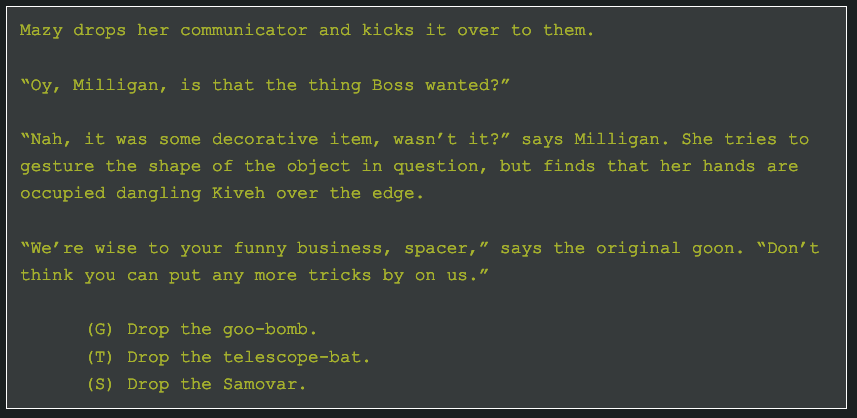 Mazy drops her communicator and kicks it over to them.
“Oy, Milligan, is that the thing Boss wanted?”
“Nah, it was some decorative item, wasn’t it?” says Milligan. She tries to
gesture the shape of the object in question, but finds that her hands are
occupied dangling Kiveh over the edge.
“We’re wise to your funny business, spacer,” says the original goon. “Don’t
think you can put any more tricks by on us.”
(G) Drop the goo-bomb.
(T) Drop the telescope-bat.
(S) Drop the Samovar.